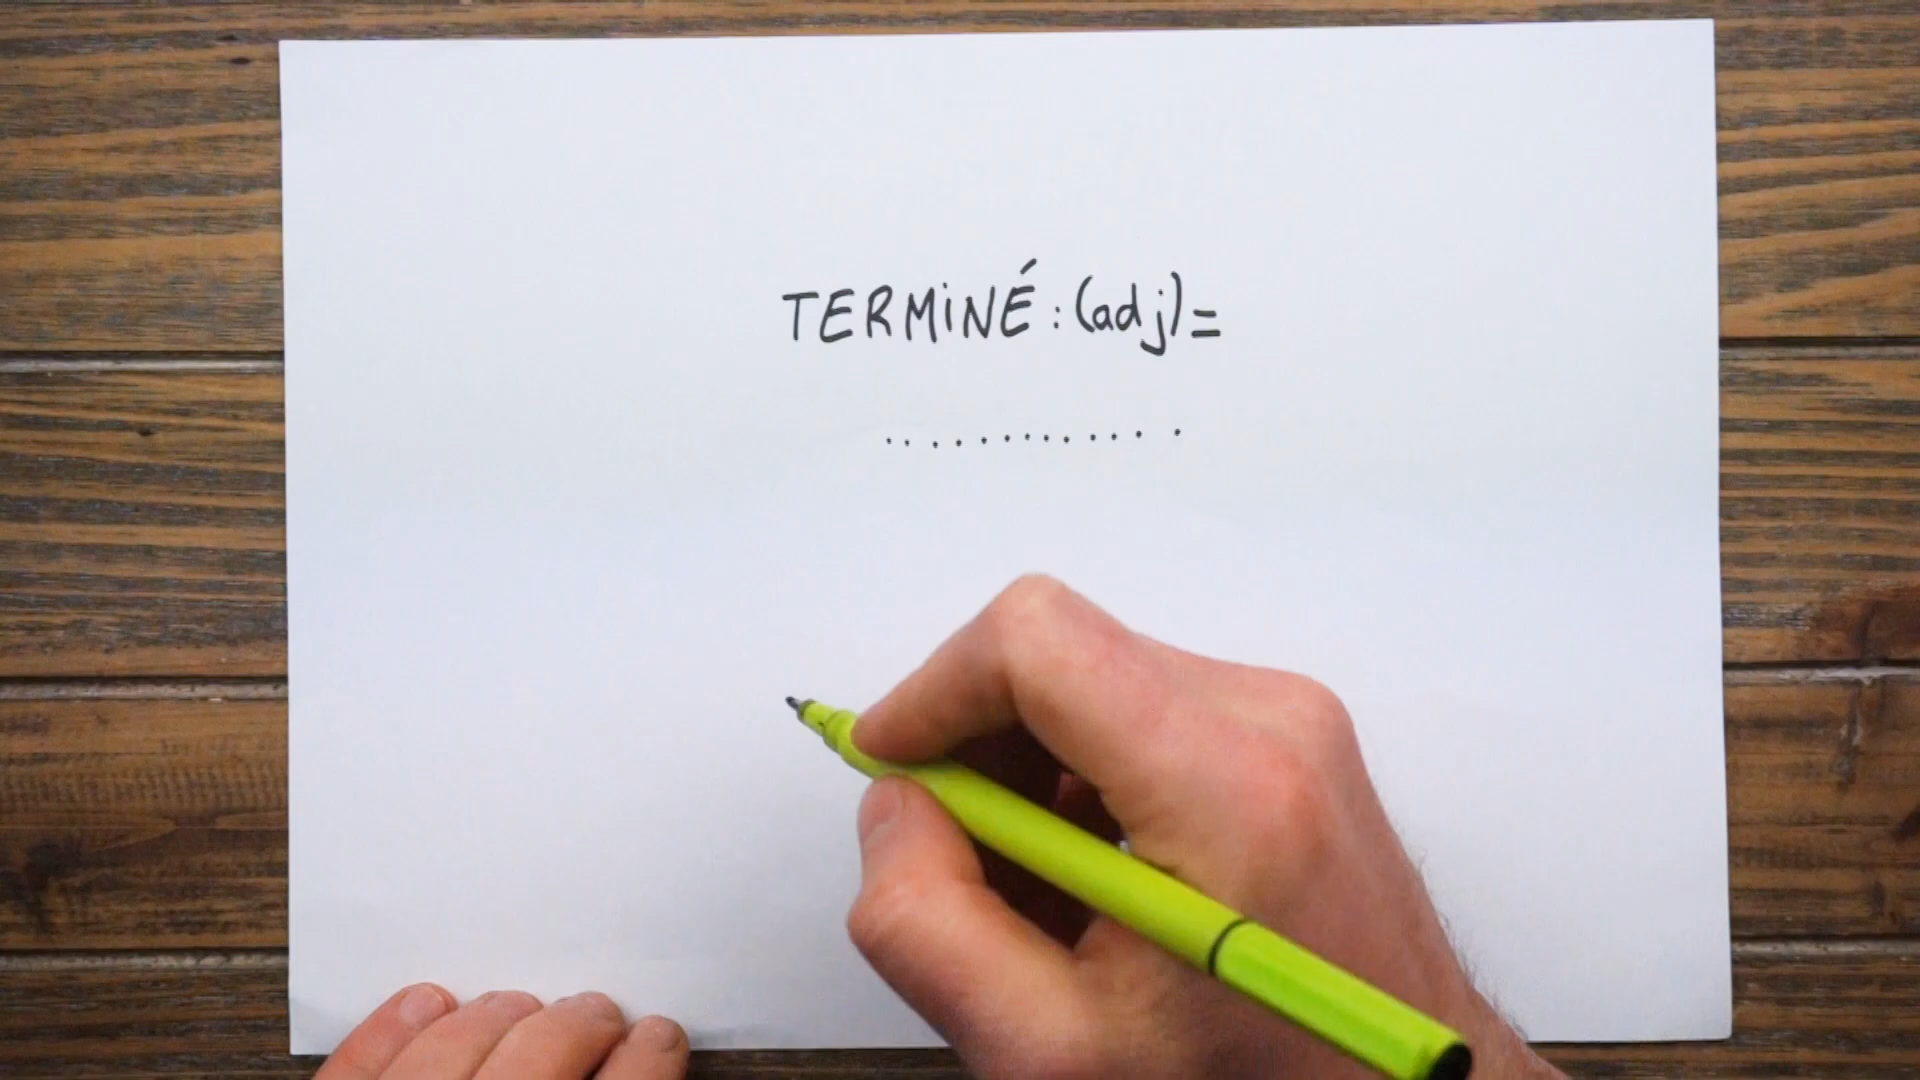 TERMINÉ : (adj) =
.............